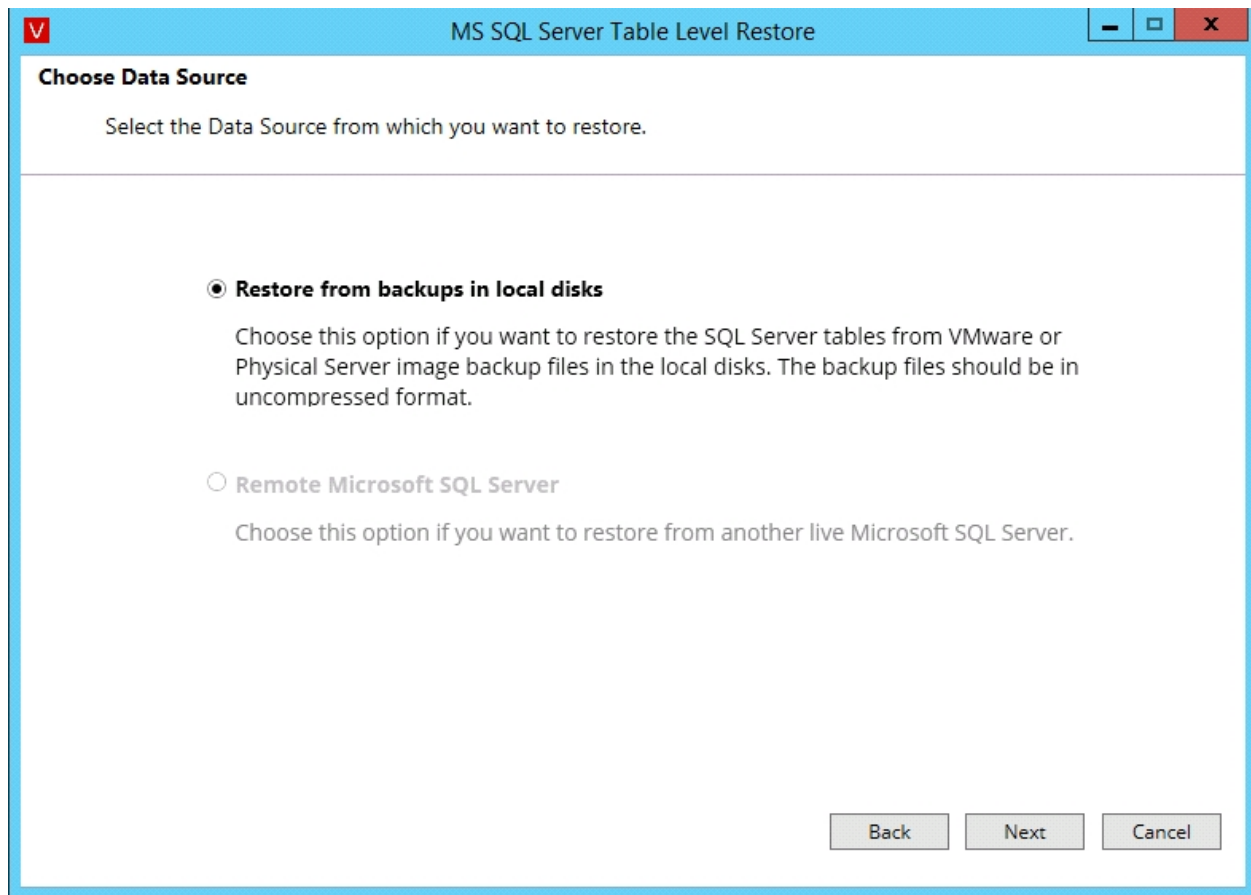 V
MS SQL Server Table Level Restore
x
Choose Data Source
Select the Data Source from which you want to restore.
Restore from backups in local disks
Choose this option if you want to restore the SQL Server tables from VMware or
Physical Server image backup files in the local disks. The backup files should be in
uncompressed format.
Remote Microsoft SQL Server
Choose this option if you want to restore from another live Microsoft SQL Server.
Back Next Cancel